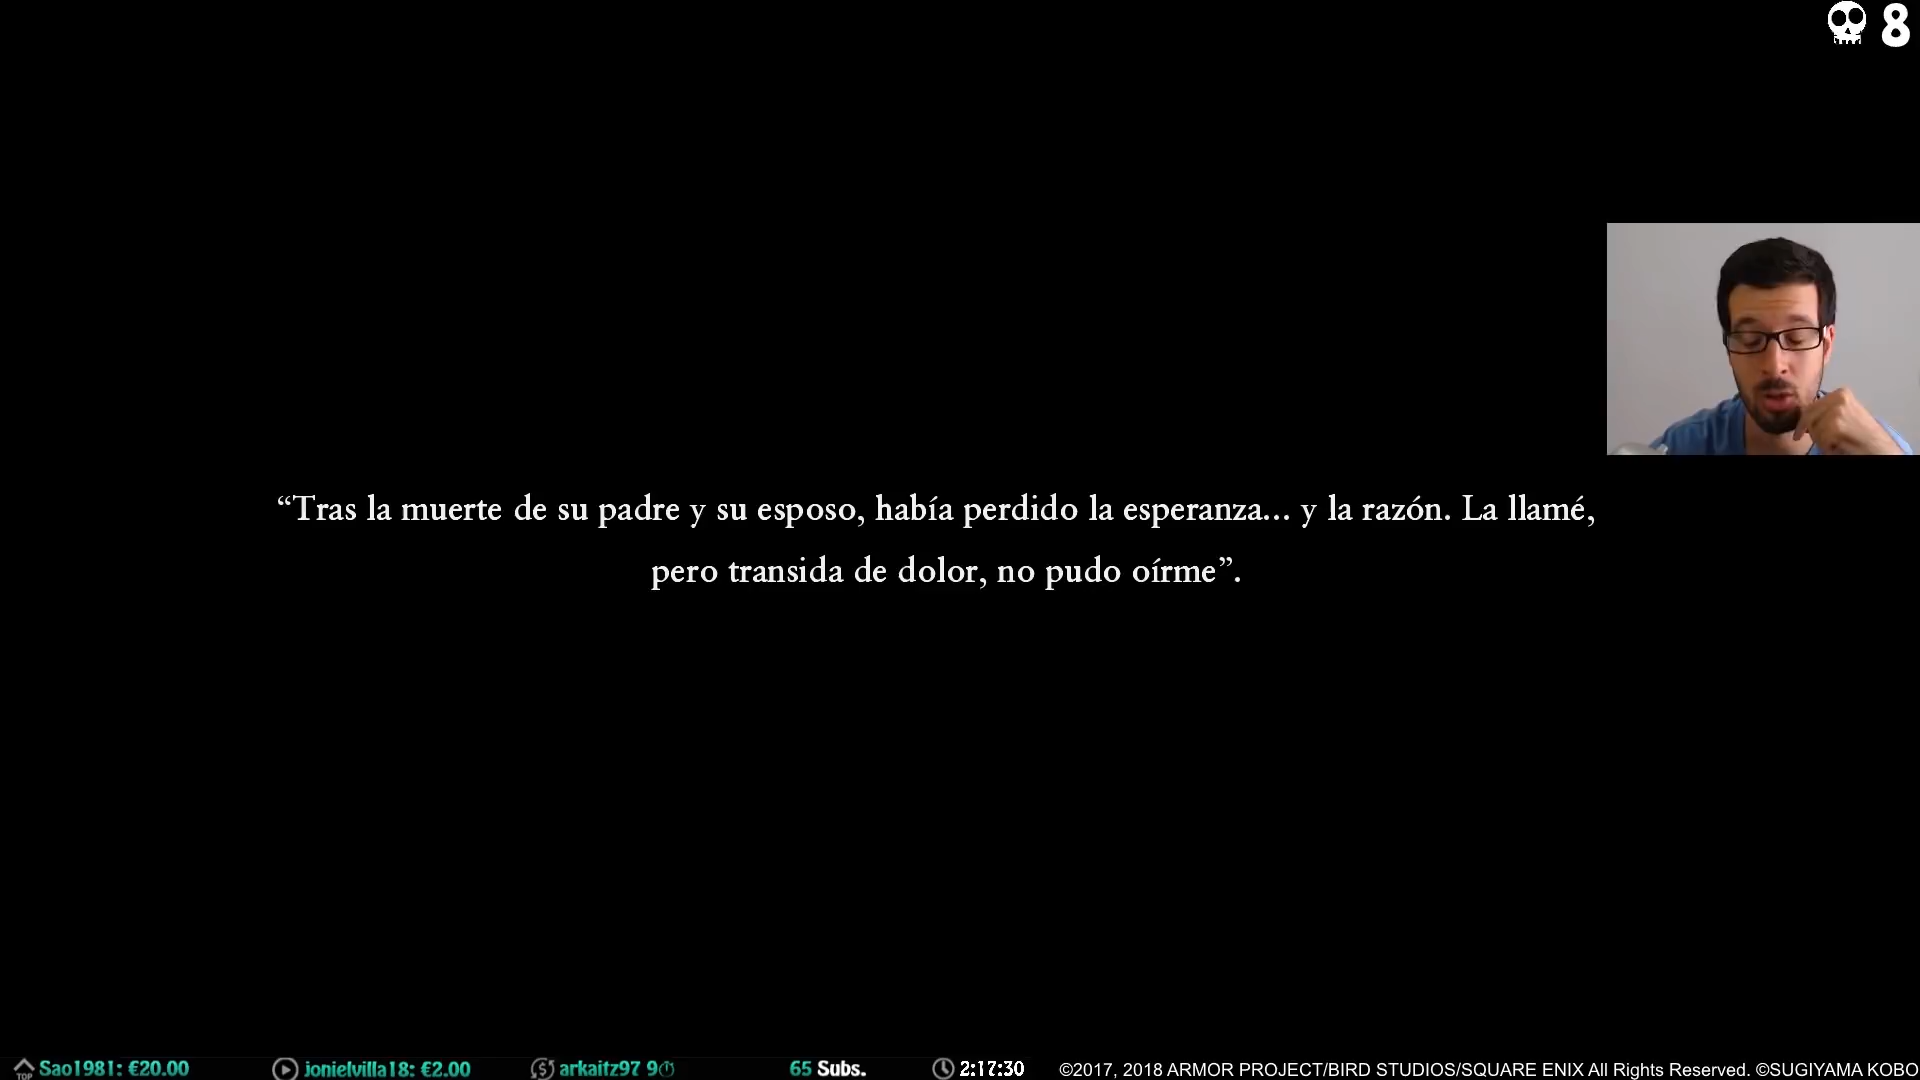 8
“Tras la muerte de su padre y su esposo, había perdido la esperanza... y la razón. La llamé,
pero transida de dolor, no pudo oírme”.
TOP Sao1981: €20.00 jonielvilla18: €2.00 arkaitz97 9 65 Subs. 2:17:30 ©2017, 2018 ARMOR PROJECT/BIRD STUDIOS/SQUARE ENIX All Rights Reserved. ©SUGIYAMA KOBO